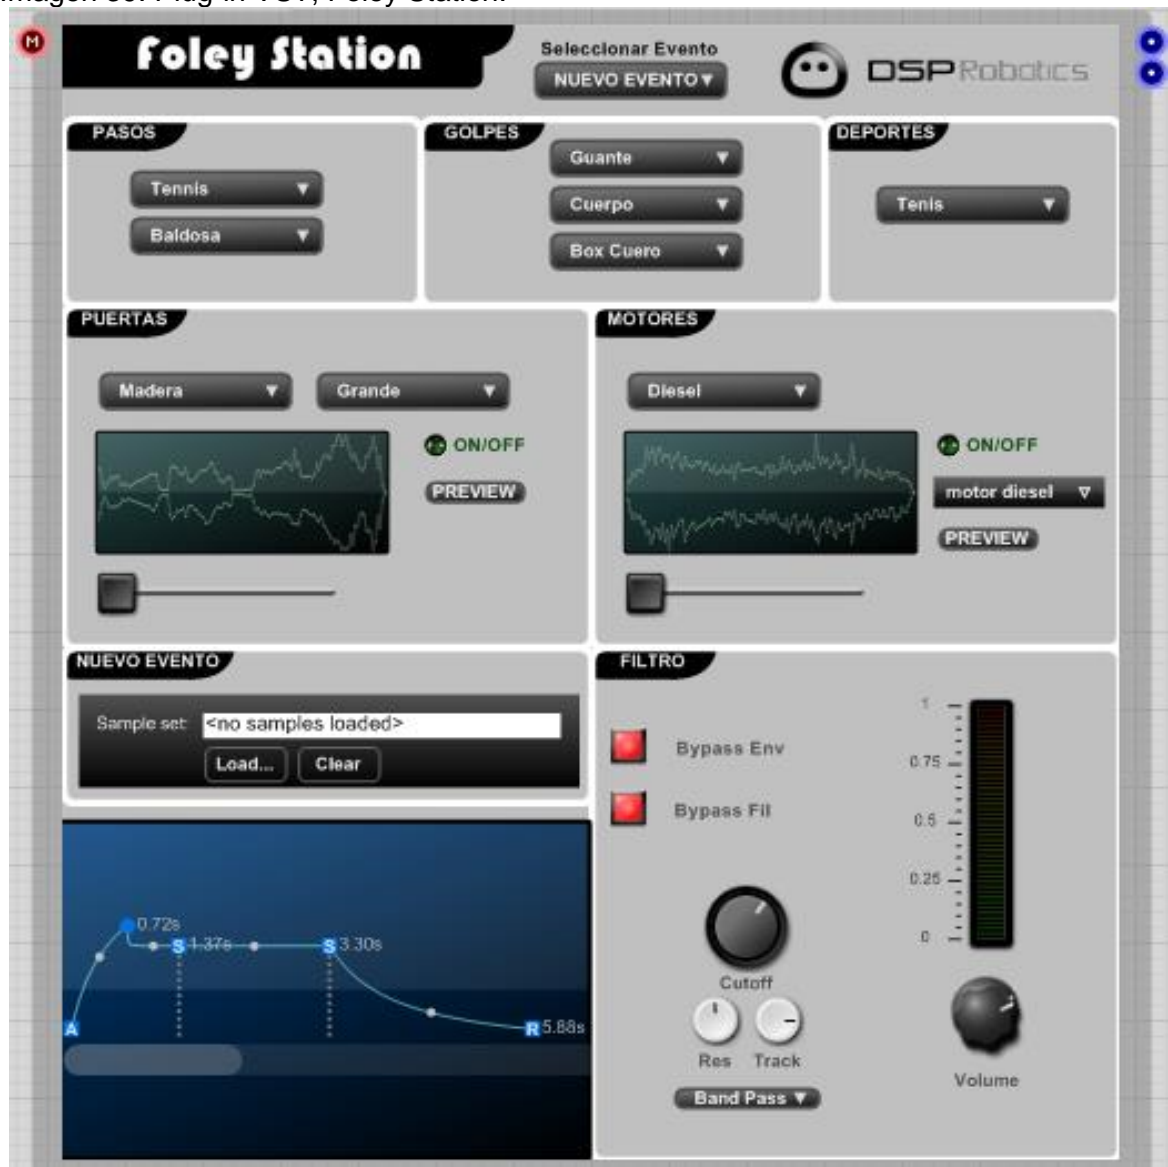 Imagen 30. Plug-in VST, Foley Station.
M
Foley Station
Seleccionar Evento
NUEVO EVENTO
DSPRobotics
PASOS
Tennis
Baldosa
GOLPES
Guante
Cuerpo
Box Cuero
DEPORTES
Tenis
PUERTAS
Madera
Grande
ON/OFF
PREVIEW
MOTORES
Diesel
ON/OFF
motor diesel
PREVIEW
NUEVO EVENTO
Sample set: <no samples loaded>
Load...
Clear
0.72s
S 1.37s
S 3.30s
A
R 5.88s
FILTRO
Bypass Env
Bypass Fil
Cutoff
Res
Track
Band Pass
1
0.75
0.5
0.25
0
Volume